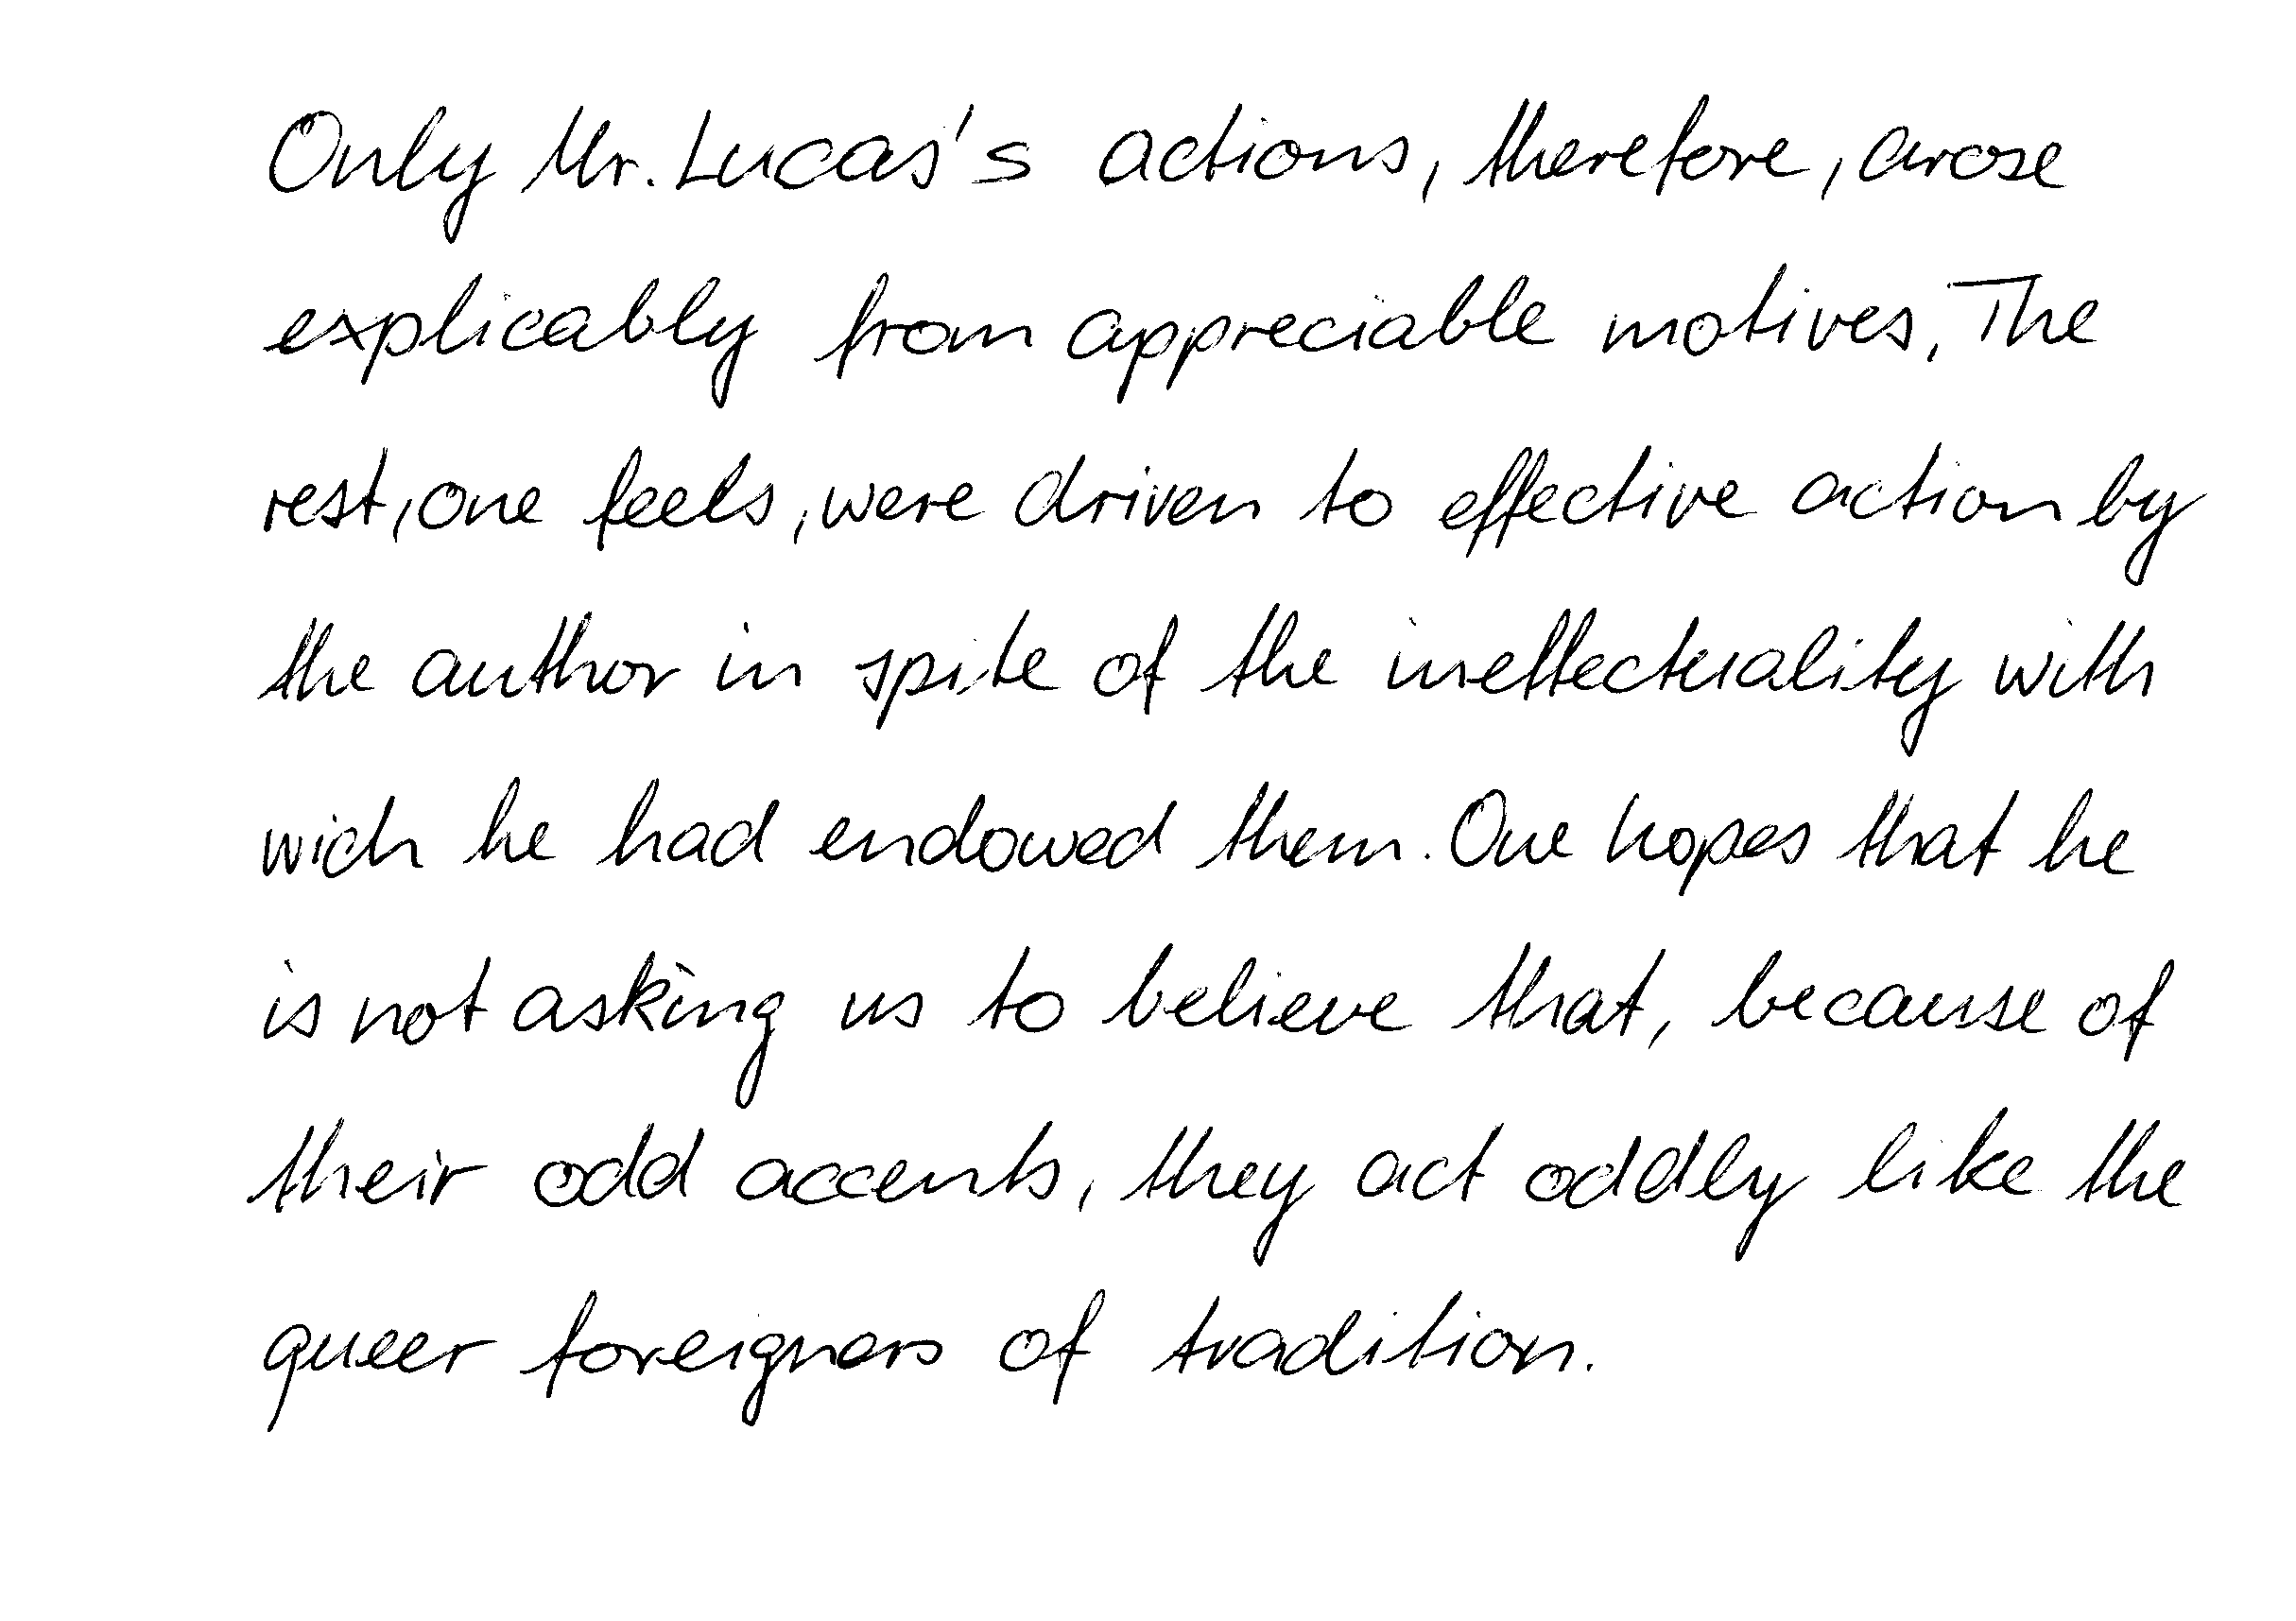 Only Mr. Lucas's actions, therefore, arose
explicably from appreciable motives, The
rest, one feels, were driven to effective action by
the author in spite of the ineffectuality with
wich he had endowed them. One hopes that he
is not asking us to believe that, because of
their odd accents, they act oddly like the
queer foreigners of tradition.